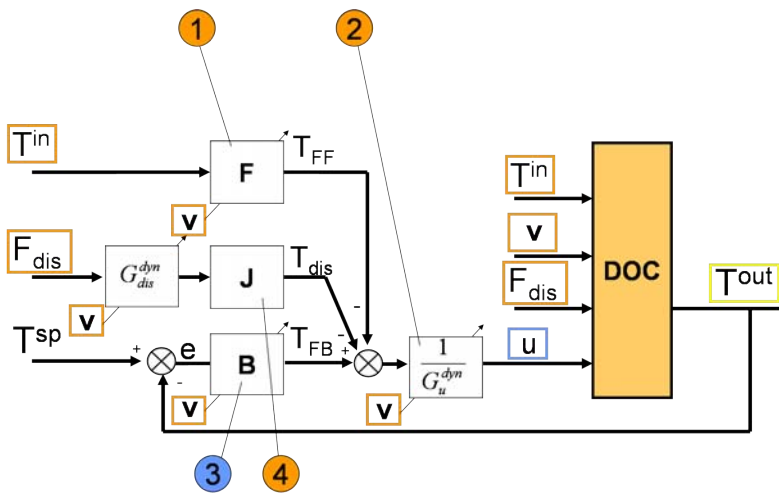 1
2
T^in
F
T_FF
v
T^in
v
F_dis
DOC
T^out
F_dis
G_dis^dyn
v
J
T_dis
-
-
T^sp
+
e
-
B
T_FB
+
v
1
G_u^dyn
v
u
3
4